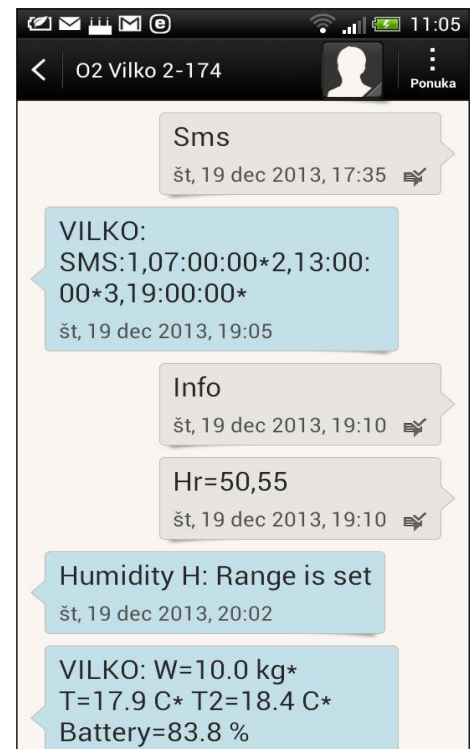 11:05
O2 Vilko 2-174
Ponuka
Sms
št, 19 dec 2013, 17:35
VILKO:
SMS:1,07:00:00*2,13:00:
00*3,19:00:00*
št, 19 dec 2013, 19:05
Info
št, 19 dec 2013, 19:10
Hr=50,55
št, 19 dec 2013, 19:10
Humidity H: Range is set
št, 19 dec 2013, 20:02
VILKO: W=10.0 kg*
T=17.9 C* T2=18.4 C*
Battery=83.8 %